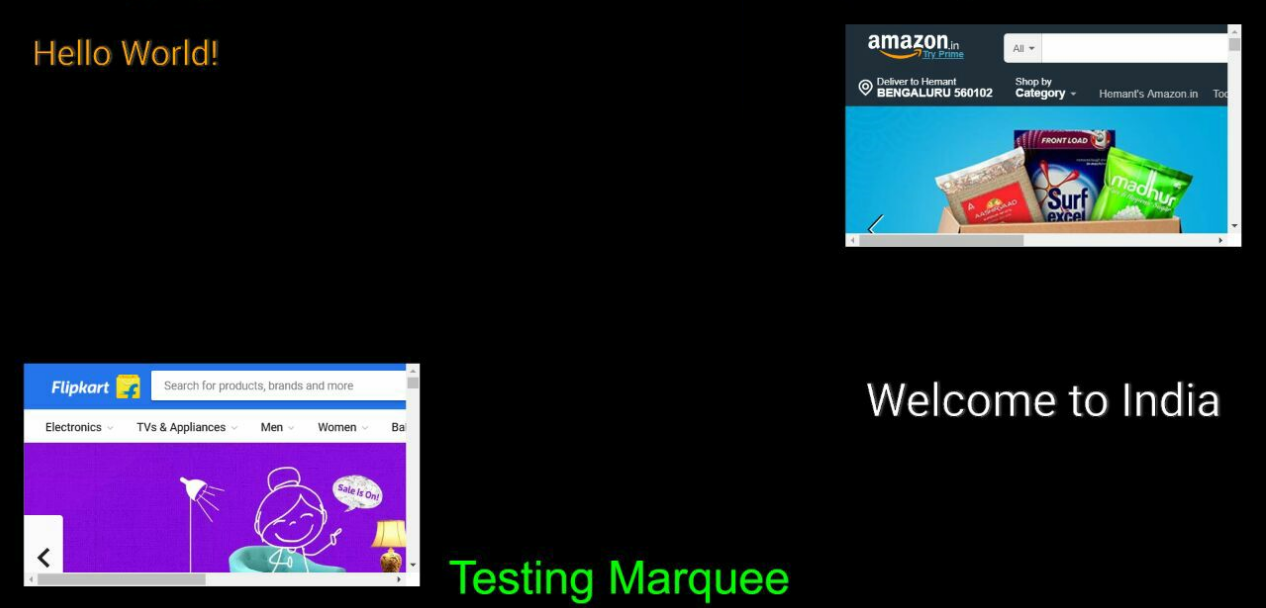 Hello World!
amazon.in
Try Prime
All
Deliver to Hemant
BENGALURU 560102
Shop by
Category
Hemant's Amazon.in
FRONT LOAD
AASHIRVAAD
Surf
excel
madhur
Flipkart
Search for products, brands and more
Electronics
TVs & Appliances
Men
Women
Sale Is On!
Welcome to India
Testing Marquee